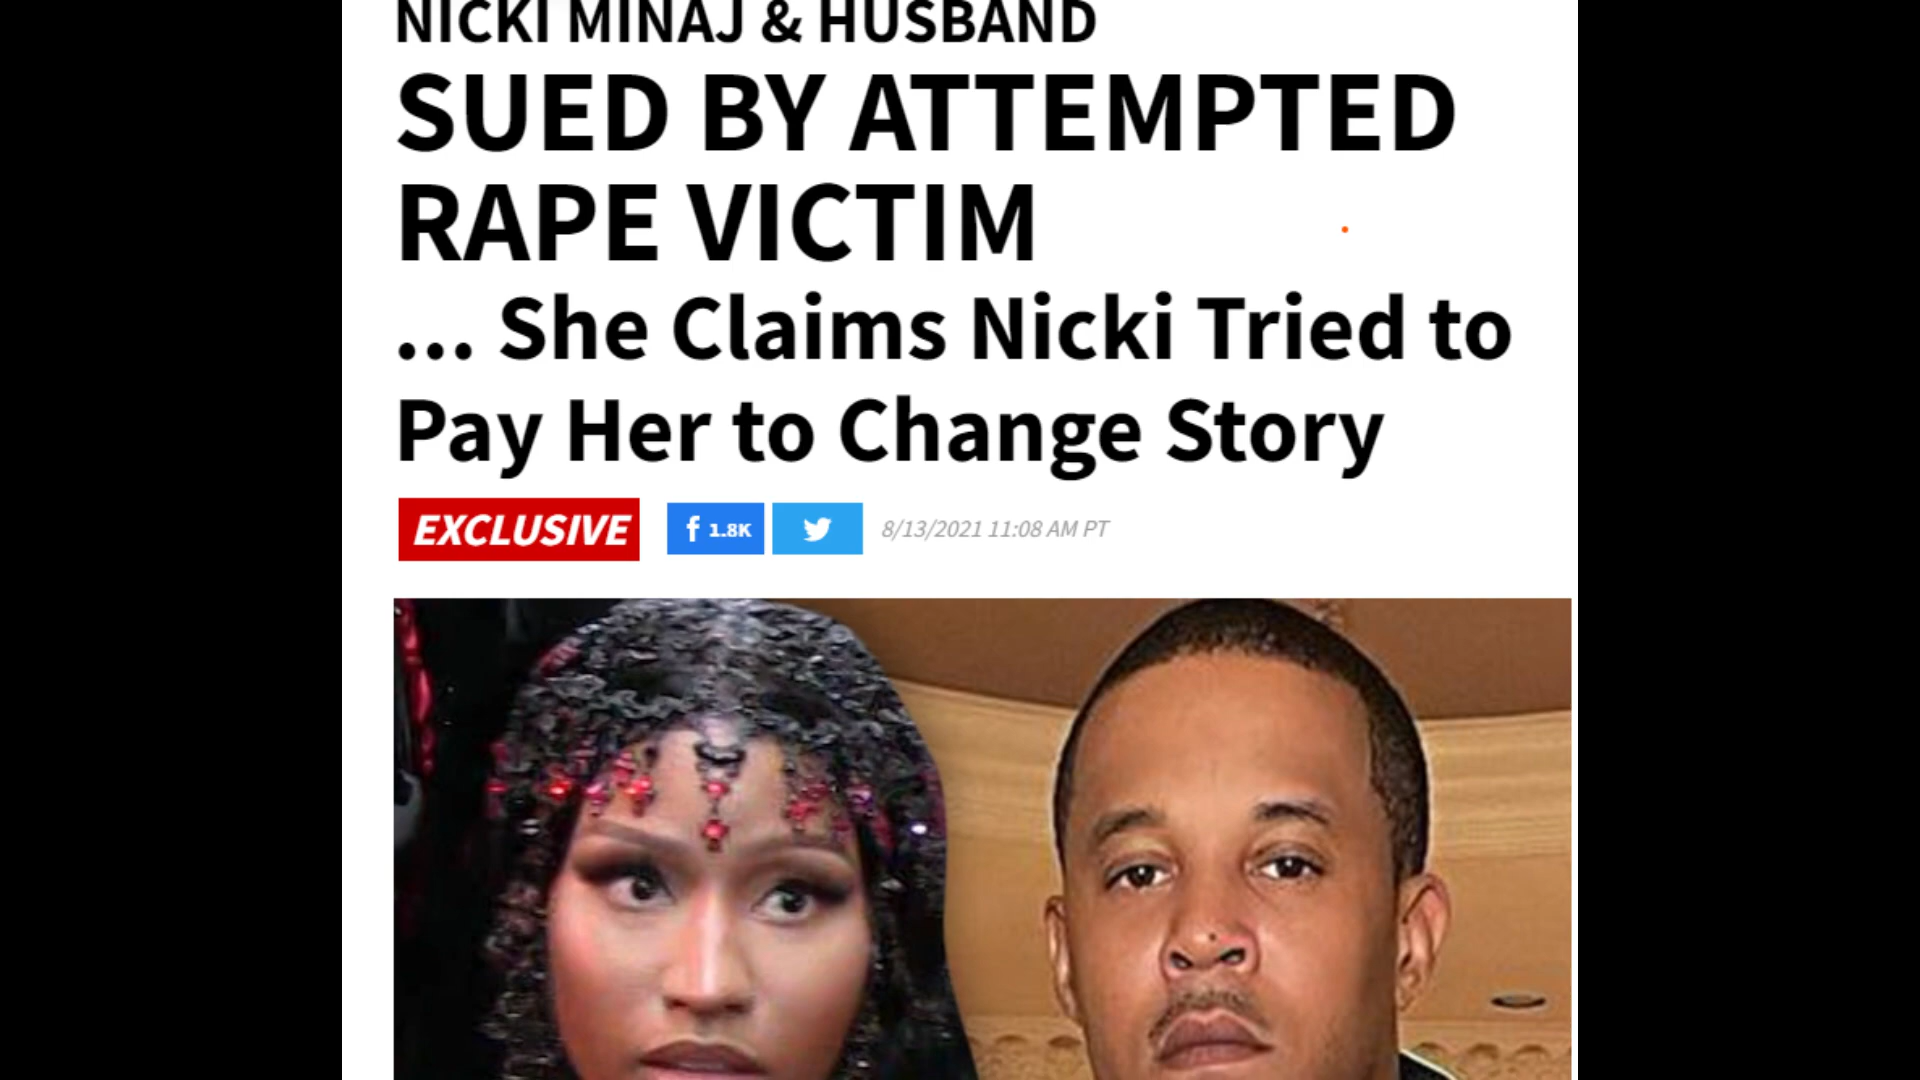 NICKI MINAJ & HUSBAND
SUED BY ATTEMPTED
RAPE VICTIM
... She Claims Nicki Tried to
Pay Her to Change Story
EXCLUSIVE f 1.8K 8/13/2021 11:08 AM PT